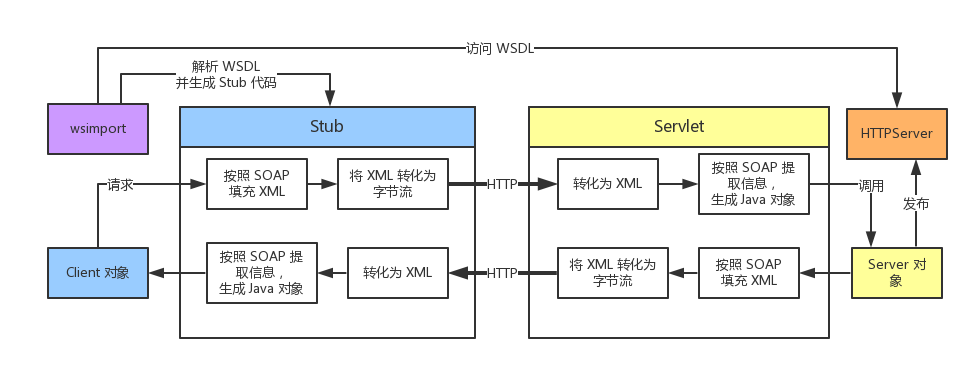 访问 WSDL
解析 WSDL
并生成 Stub 代码
wsimport
Stub
Servlet
HTTPServer
请求
按照 SOAP
填充 XML
将 XML 转化为
字节流
HTTP
转化为 XML
按照 SOAP 提
取信息，
生成 Java 对象
调用
发布
Client 对象
按照 SOAP 提
取信息，
生成 Java 对象
转化为 XML
HTTP
将 XML 转化为
字节流
按照 SOAP
填充 XML
Server 对
象